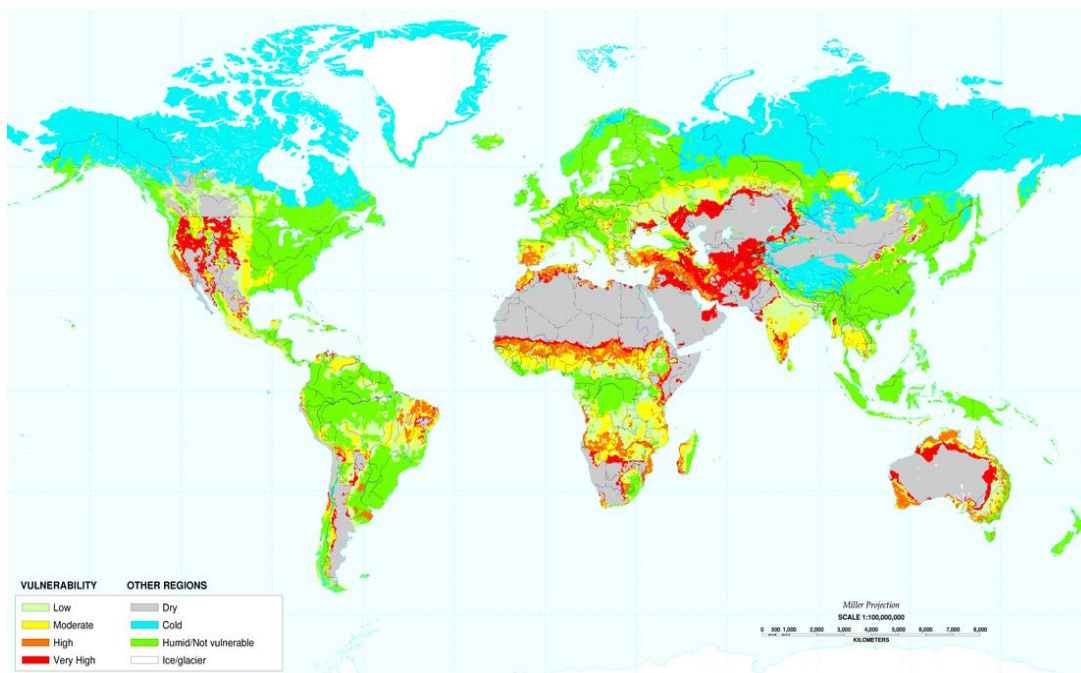 VULNERABILITY
OTHER REGIONS
Low
Dry
Moderate
Cold
High
Humid/Not vulnerable
Very High
Ice/glacier
Miller Projection
SCALE 1:100,000,000
0 500 1,000 2,000 3,000 4,000 5,000 6,000 7,000 8,000
KILOMETERS